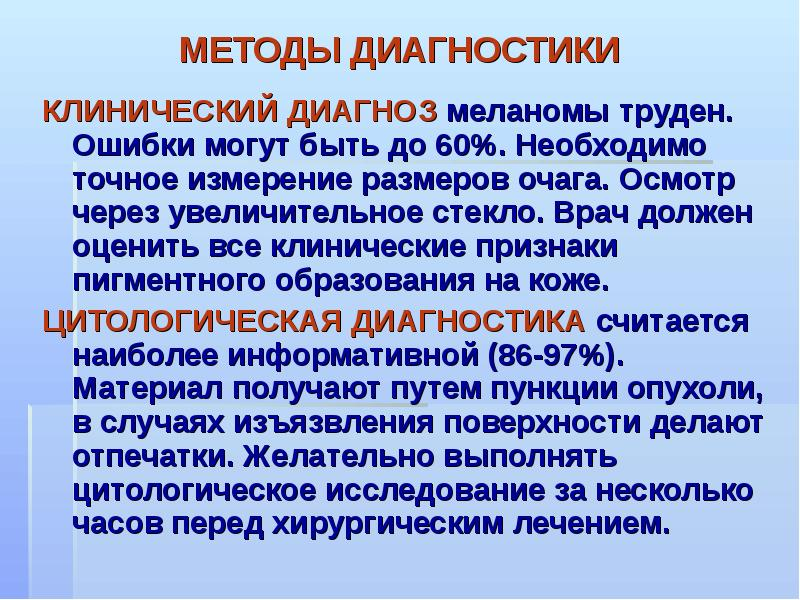 МЕТОДЫ ДИАГНОСТИКИ
КЛИНИЧЕСКИЙ ДИАГНОЗ меланомы труден.
Ошибки могут быть до 60%. Необходимо
точное измерение размеров очага. Осмотр
через увеличительное стекло. Врач должен
оценить все клинические признаки
пигментного образования на коже.
ЦИТОЛОГИЧЕСКАЯ ДИАГНОСТИКА считается
наиболее информативной (86-97%).
Материал получают путем пункции опухоли,
в случаях изъязвления поверхности делают
отпечатки. Желательно выполнять
цитологическое исследование за несколько
часов перед хирургическим лечением.